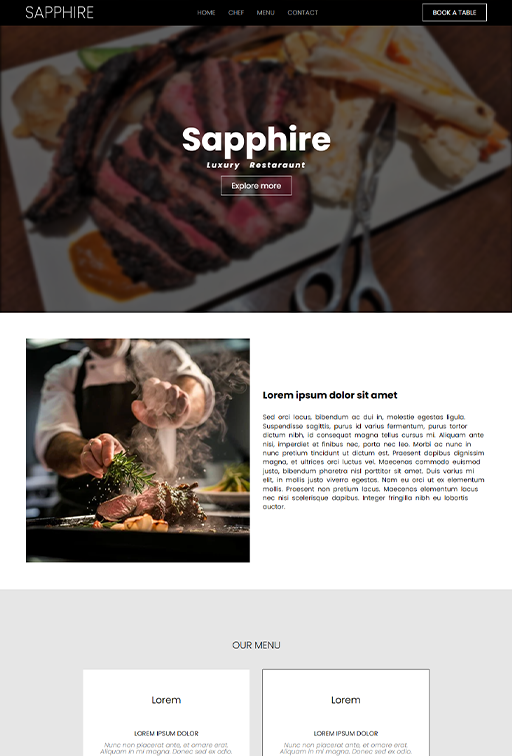 SAPPHIRE HOME CHEF MENU CONTACT BOOK A TABLE
Sapphire
Luxury Restaraunt
Explore more
Lorem ipsum dolor sit amet
Sed orci lacus, bibendum ac dui in, molestie egestas ligula.
Suspendisse sagittis, purus id varius fermentum, purus tortor
dictum nibh, id consequat magna tellus cursus mi. Aliquam ante
nisi, imperdiet et finibus nec, porta nec leo. Morbi ac nunc in
nunc pretium tincidunt ut dictum est. Praesent dapibus dignissim
magna, et ultrices orci luctus vel. Maecenas commodo euismod
justo, bibendum pharetra nisl porttitor sit amet. Duis varius mi
elit, in mollis justo viverra egestas. Nam eu orci ut ex elementum
mollis. Praesent non pretium lacus. Maecenas elementum lacus
nec nisi scelerisque dapibus. Integer fringilla nibh eu lobortis
auctor.
OUR MENU
Lorem
LOREM IPSUM DOLOR
Nunc non placerat ante, et ornare erat.
Aliquam in mi magna. Donec sed ex odio.
Lorem
LOREM IPSUM DOLOR
Nunc non placerat ante, et ornare erat.
Aliquam in mi magna. Donec sed ex odio.